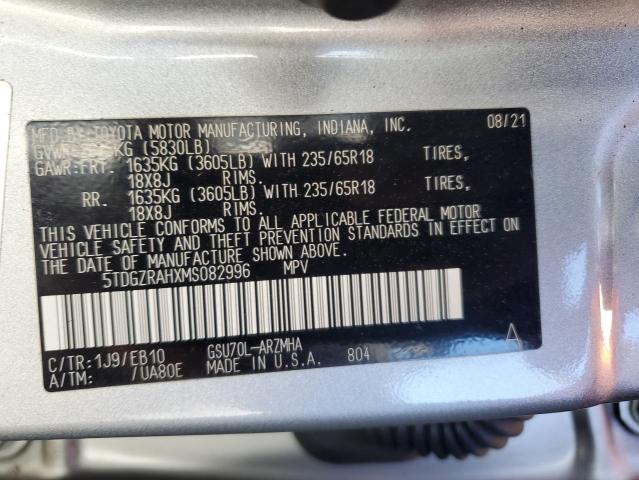 MFD. BY: TOYOTA MOTOR MANUFACTURING, INDIANA, INC. 08/21
GVWR KG (5830LB)
GAWR:FRT. 1635KG (3605LB) WITH 235/65R18 TIRES,
18X8J RIMS.
RR. 1635KG (3605LB) WITH 235/65R18 TIRES,
18X8J RIMS.
THIS VEHICLE CONFORMS TO ALL APPLICABLE FEDERAL MOTOR
VEHICLE SAFETY AND THEFT PREVENTION STANDARDS IN EFFECT ON
THE DATE OF MANUFACTURE SHOWN ABOVE.
5TDGZRAHXMS082996 MPV
C/TR: 1J9/EB10 GSU70L-ARZMHA A
A/TM: /UA80E MADE IN U.S.A. 804